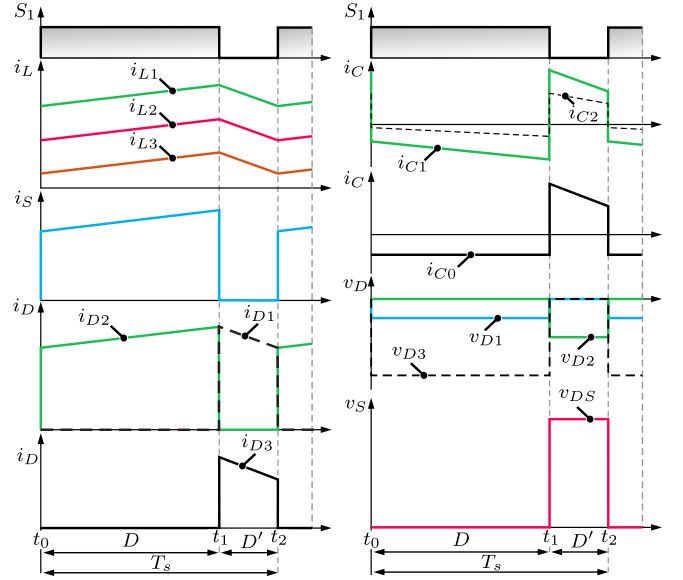 S1
iL
iL1
iL2
iL3
iS
iD
iD2
iD1
iD
iD3
t0
D
t1
D′
t2
Ts
S1
iC
iC2
iC1
iC
iC0
vD
vD1
vD2
vD3
vS
vDS
t0
D
t1
D′
t2
Ts